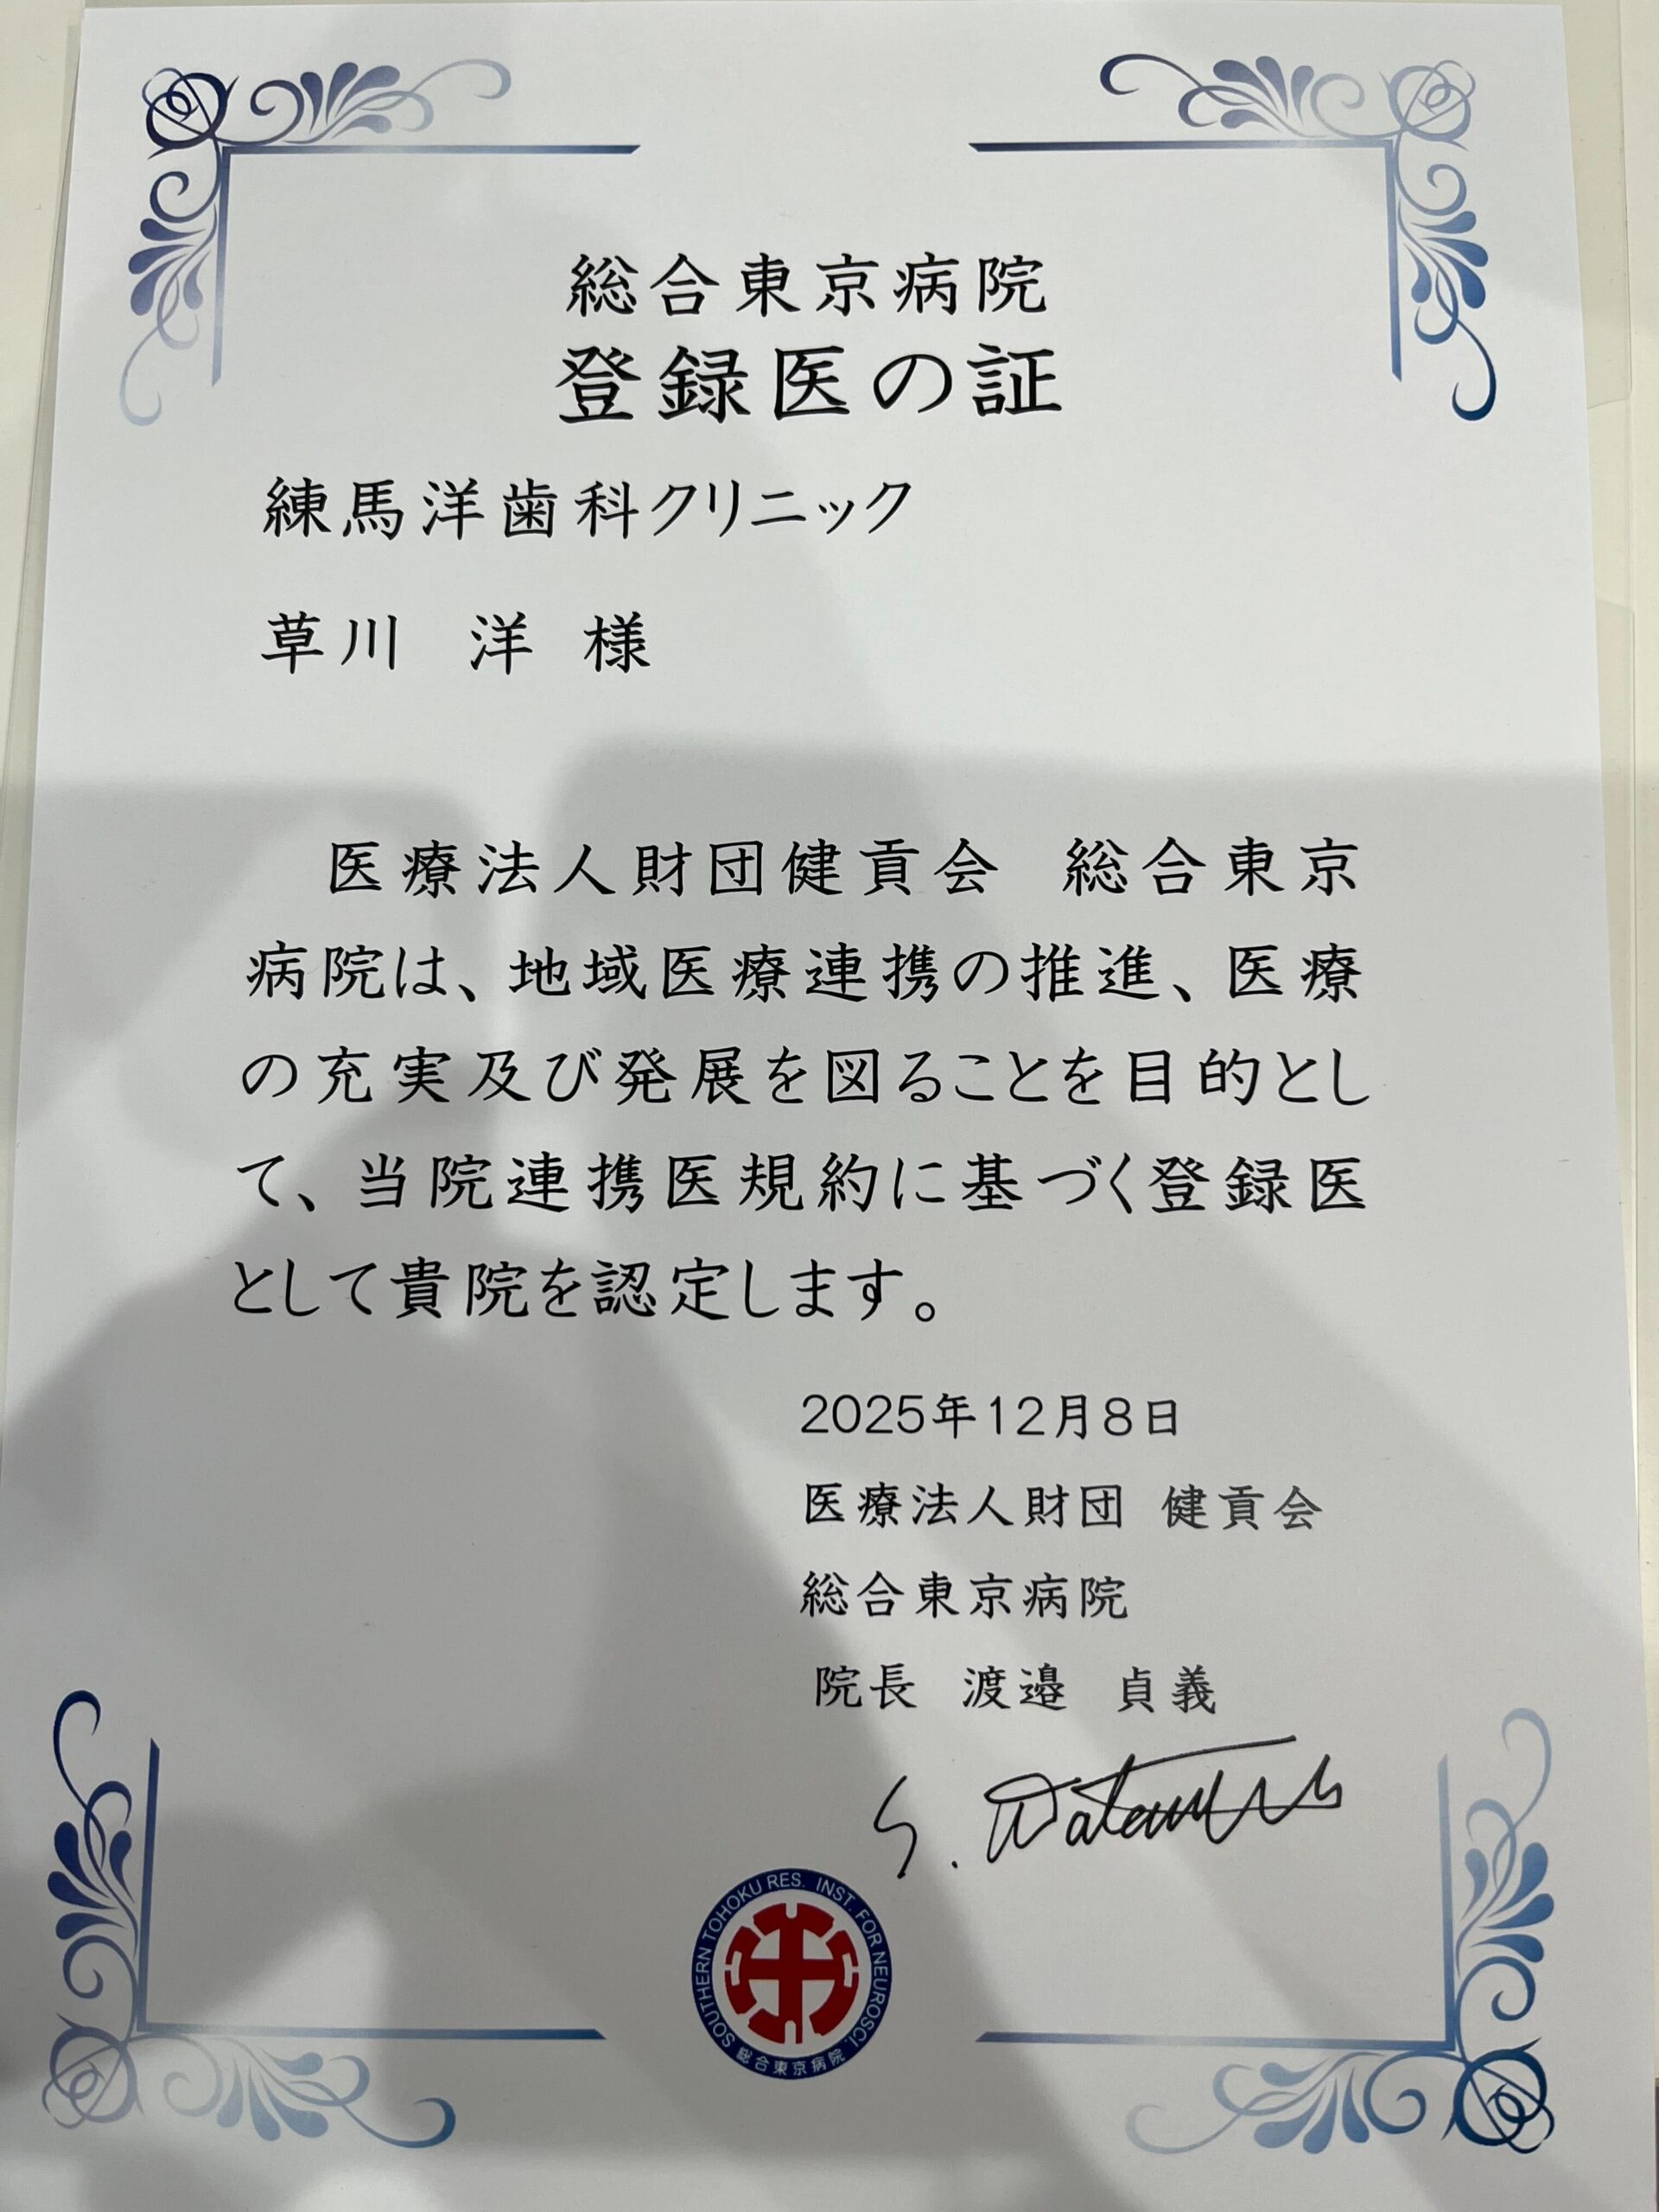 総合東京病院
登録医の証
練馬洋歯科クリニック
草川 洋 様
医療法人財団健貢会 総合東京
病院は、地域医療連携の推進、医療
の充実及び発展を図ることを目的とし
て、当院連携医規約に基づく登録医
として貴院を認定します。
2025年12月8日
医療法人財団 健貢会
総合東京病院
院長 渡邉 貞義
SOUTHERN TOHOKU RES. INST. FOR NEUROSCI.
総合東京病院